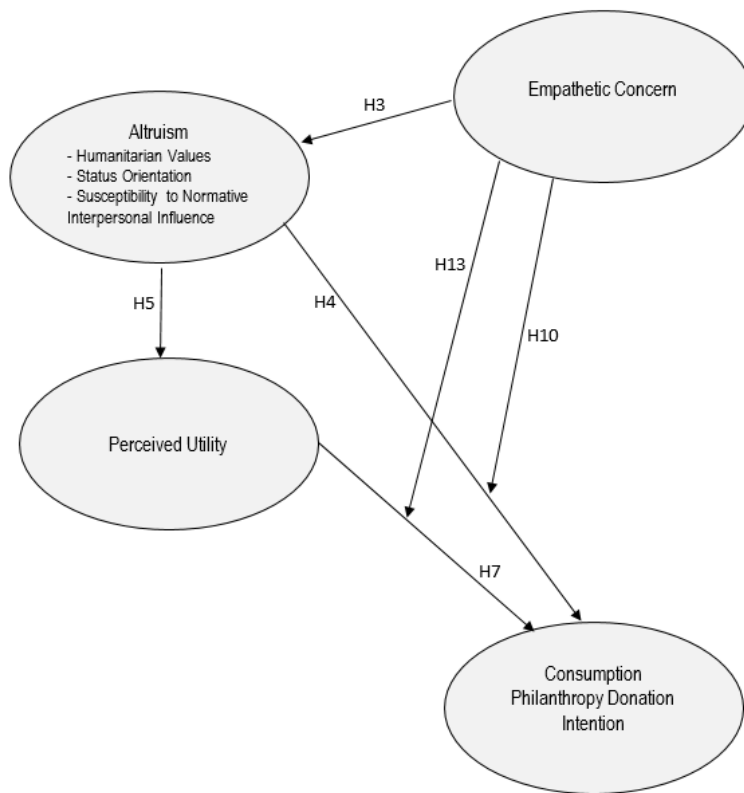 Empathetic Concern
H3
Altruism
- Humanitarian Values
- Status Orientation
- Susceptibility to Normative
Interpersonal Influence
H13
H5
H4
H10
Perceived Utility
H7
Consumption
Philanthropy Donation
Intention